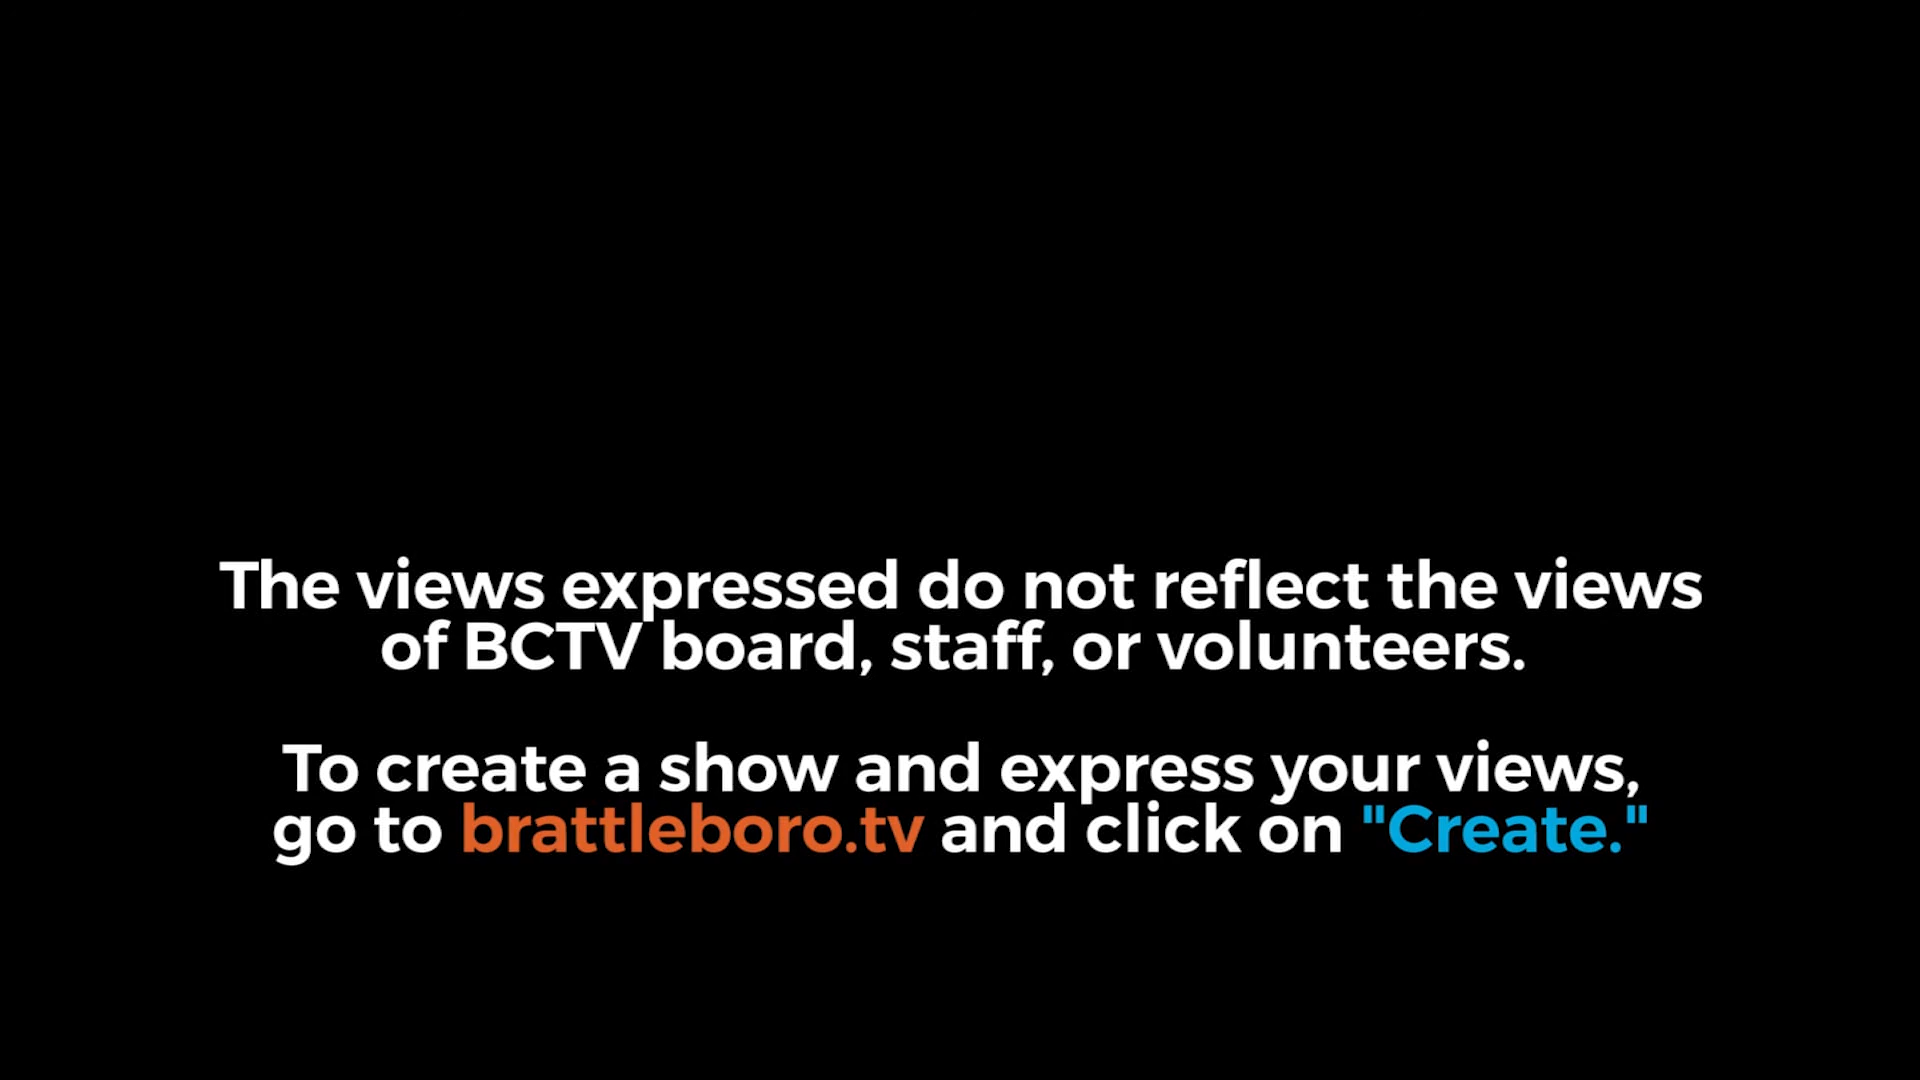 The views expressed do not reflect the views
of BCTV board, staff, or volunteers.
To create a show and express your views,
go to brattleboro.tv and click on "Create."